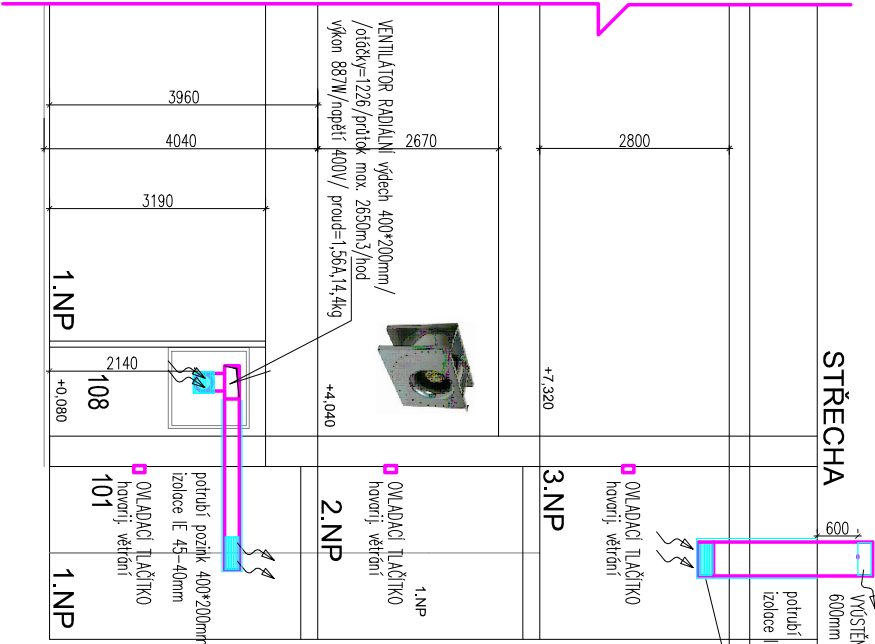 STŘECHA
600
VYÚSTĚN
600mm
potrubí
izolace I
2800
+7,320
3.NP
OVLADACÍ TLAČÍTKO
havarij. větrání
2670
+4,040
2.NP
OVLADACÍ TLAČÍTKO
havarij. větrání
1.NP
VENTILÁTOR RADIÁLNÍ výdech 400*200mm/
/otáčky=1226/průtok max. 2650m3/hod
výkon 887W/napětí 400V/ proud=1,56A,14,4kg
3960
4040
3190
1.NP
2140
108
+0,080
potrubí pozink 400*200mm
izolace IE 45-40mm
OVLADACÍ TLAČÍTKO
havarij. větrání
101
1.NP